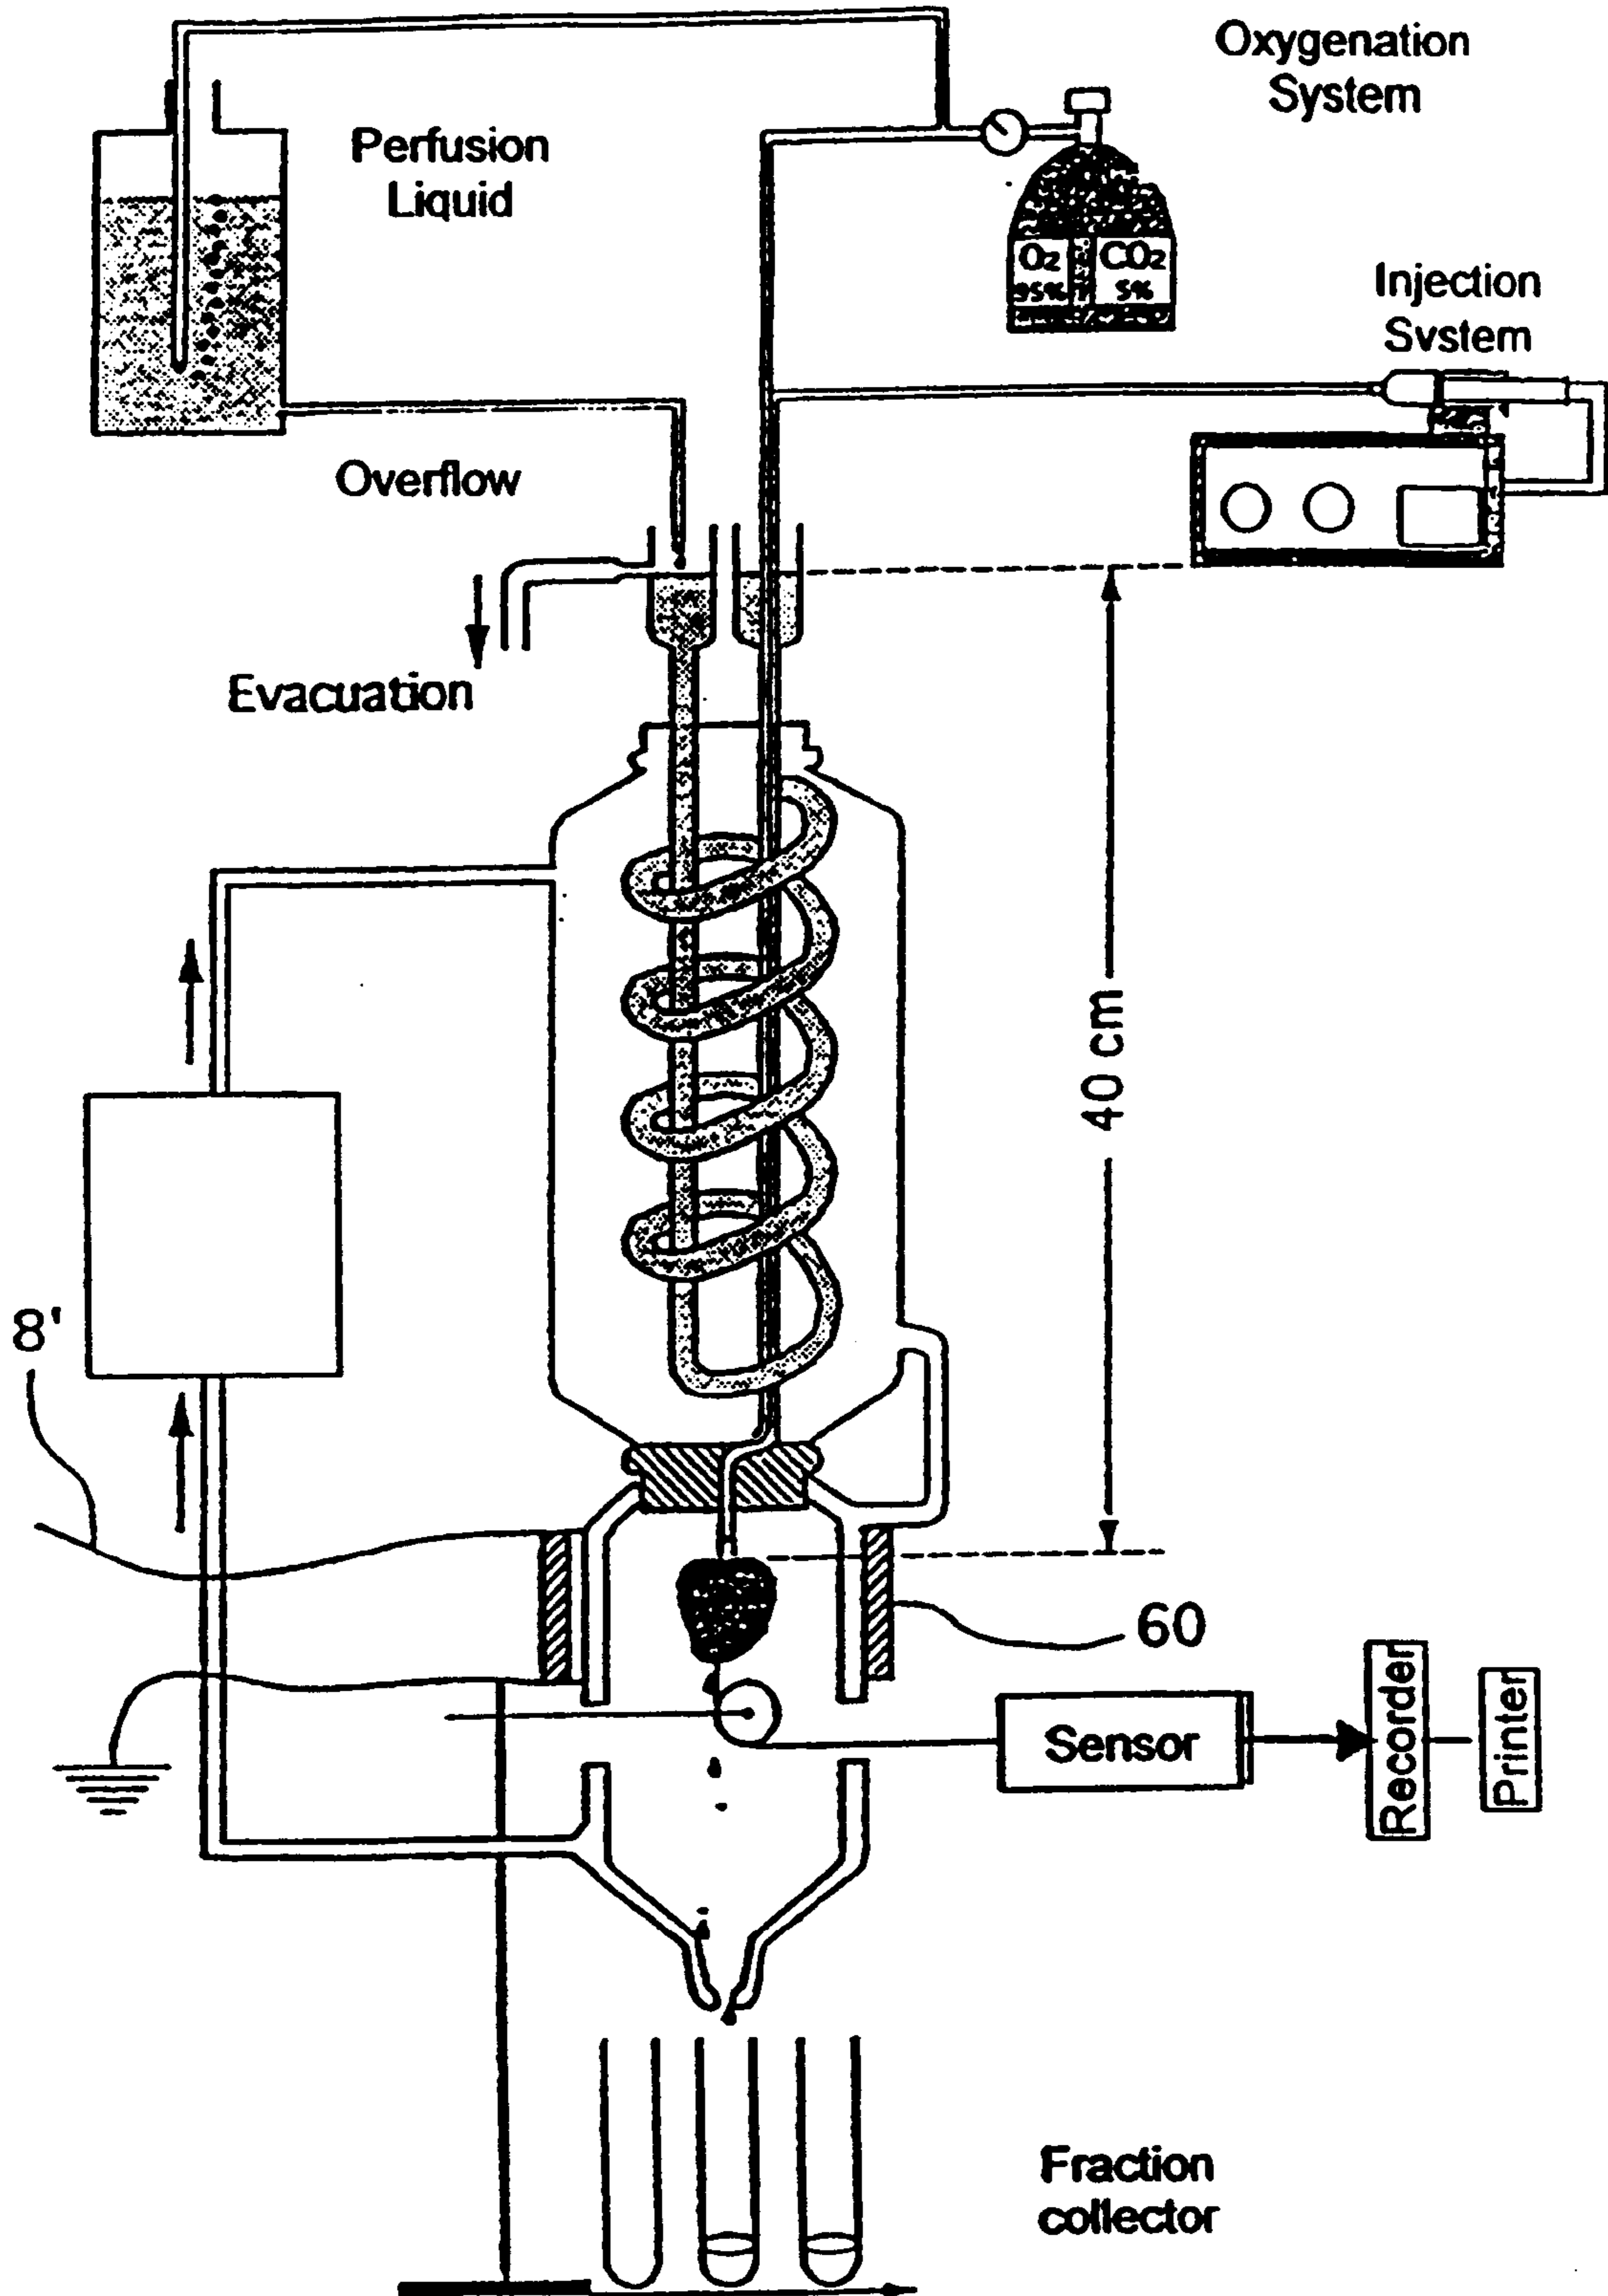 Oxygenation
System
Perfusion
Liquid
O2
95%
CO2
5%
Injection
System
Overflow
Evacuation
40 cm
8'
60
Sensor
Recorder
Printer
Fraction
collector